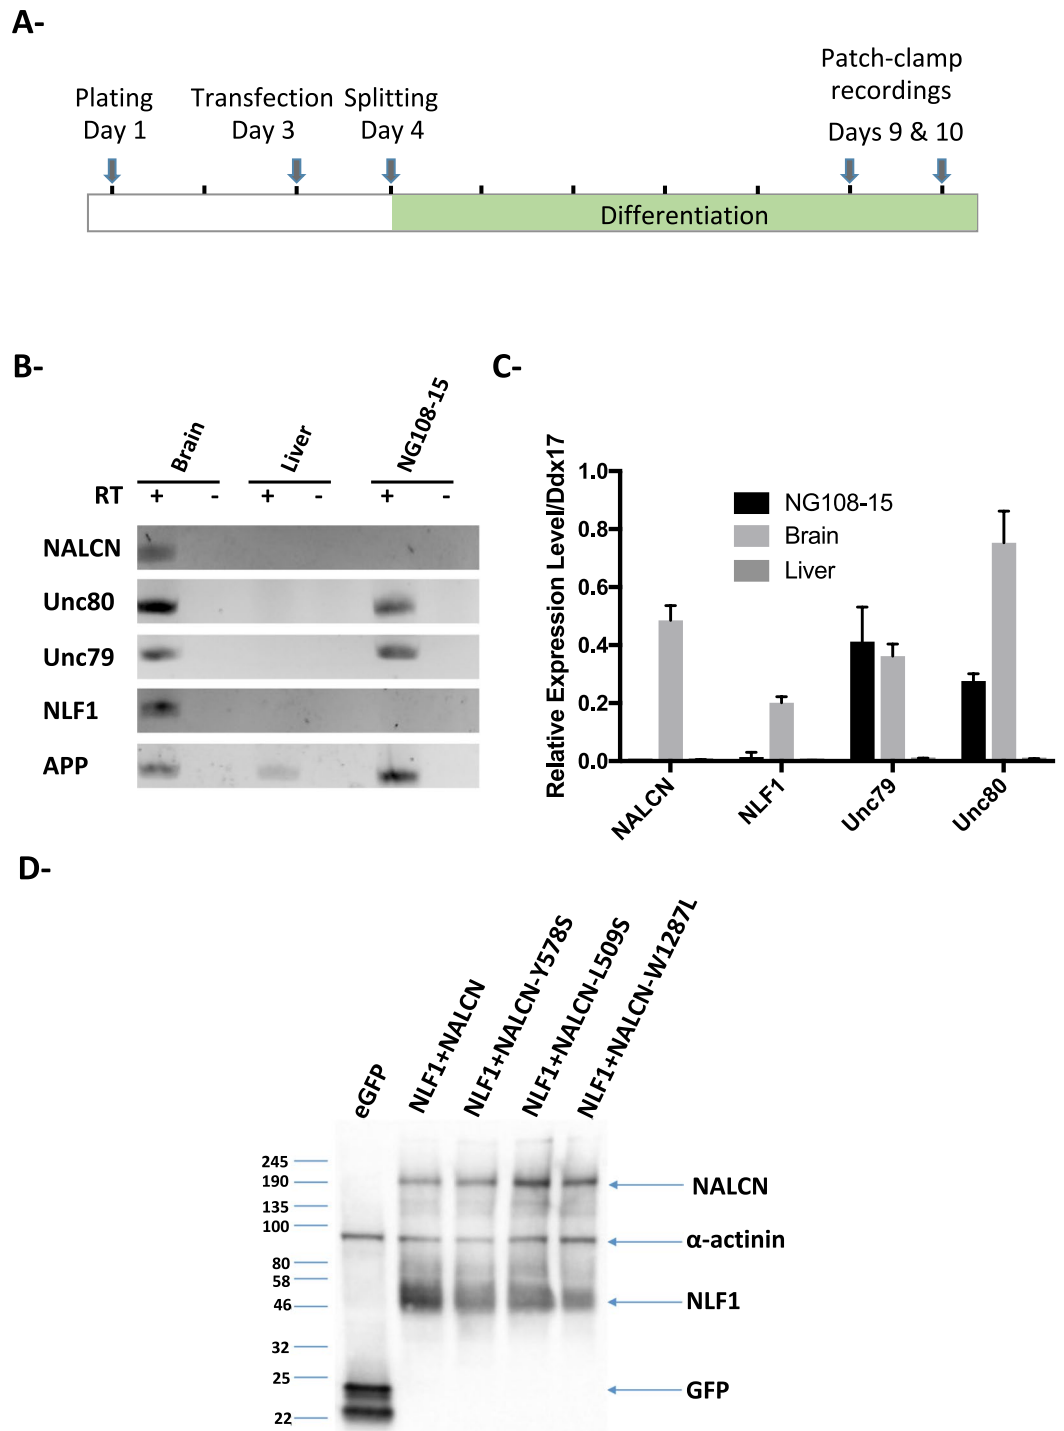 A-
Plating
Day 1
Transfection
Day 3
Splitting
Day 4
Patch-clamp
recordings
Days 9 & 10
Differentiation
B-
Brain
Liver
NG108-15
RT + - + - + -
NALCN
Unc80
Unc79
NLF1
APP
C-
Relative Expression Level/Ddx17
1.0
0.8
0.6
0.4
0.2
0.0
NG108-15
Brain
Liver
NALCN
NLF1
Unc79
Unc80
D-
eGFP
NLF1+NALCN
NLF1+NALCN-Y578S
NLF1+NALCN-L509S
NLF1+NALCN-W1287L
245
190
135
100
80
58
46
32
25
22
NALCN
α-actinin
NLF1
GFP